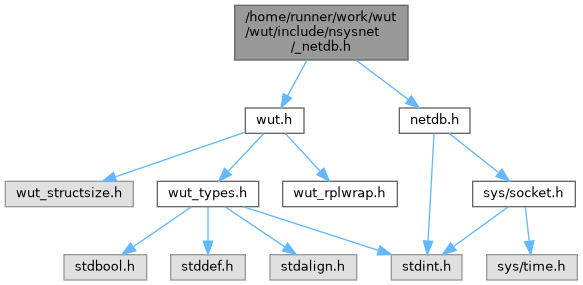 /home/runner/work/wut
/wut/include/nsysnet
/_netdb.h
wut.h
netdb.h
wut_structsize.h
wut_types.h
wut_rplwrap.h
sys/socket.h
stdbool.h
stddef.h
stdalign.h
stdint.h
sys/time.h